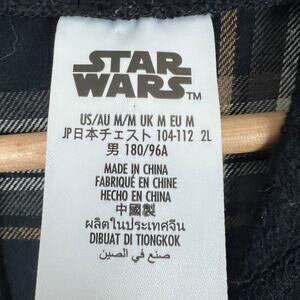 STAR
WARS™
US/AU M/M UK M EU M
JP日本チェスト 104-112 2L
男 180/96A
MADE IN CHINA
FABRIQUÉ EN CHINE
HECHO EN CHINA
中國製
ผลิตในประเทศจีน
DIBUAT DI TIONGKOK
صنع في الصين